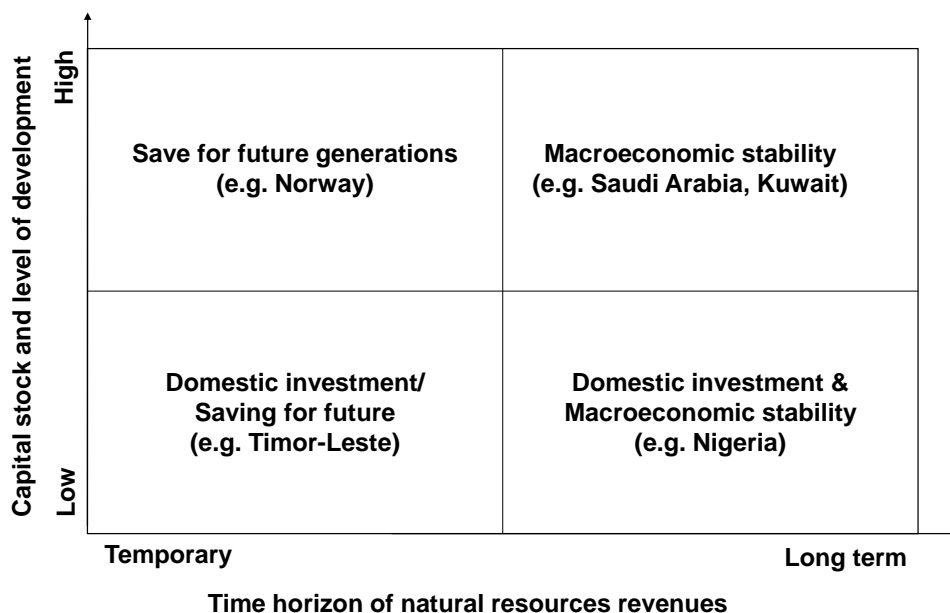 Capital stock and level of development
High
Low
Save for future generations
(e.g. Norway)
Macroeconomic stability
(e.g. Saudi Arabia, Kuwait)
Domestic investment/
Saving for future
(e.g. Timor-Leste)
Domestic investment &
Macroeconomic stability
(e.g. Nigeria)
Temporary
Long term
Time horizon of natural resources revenues